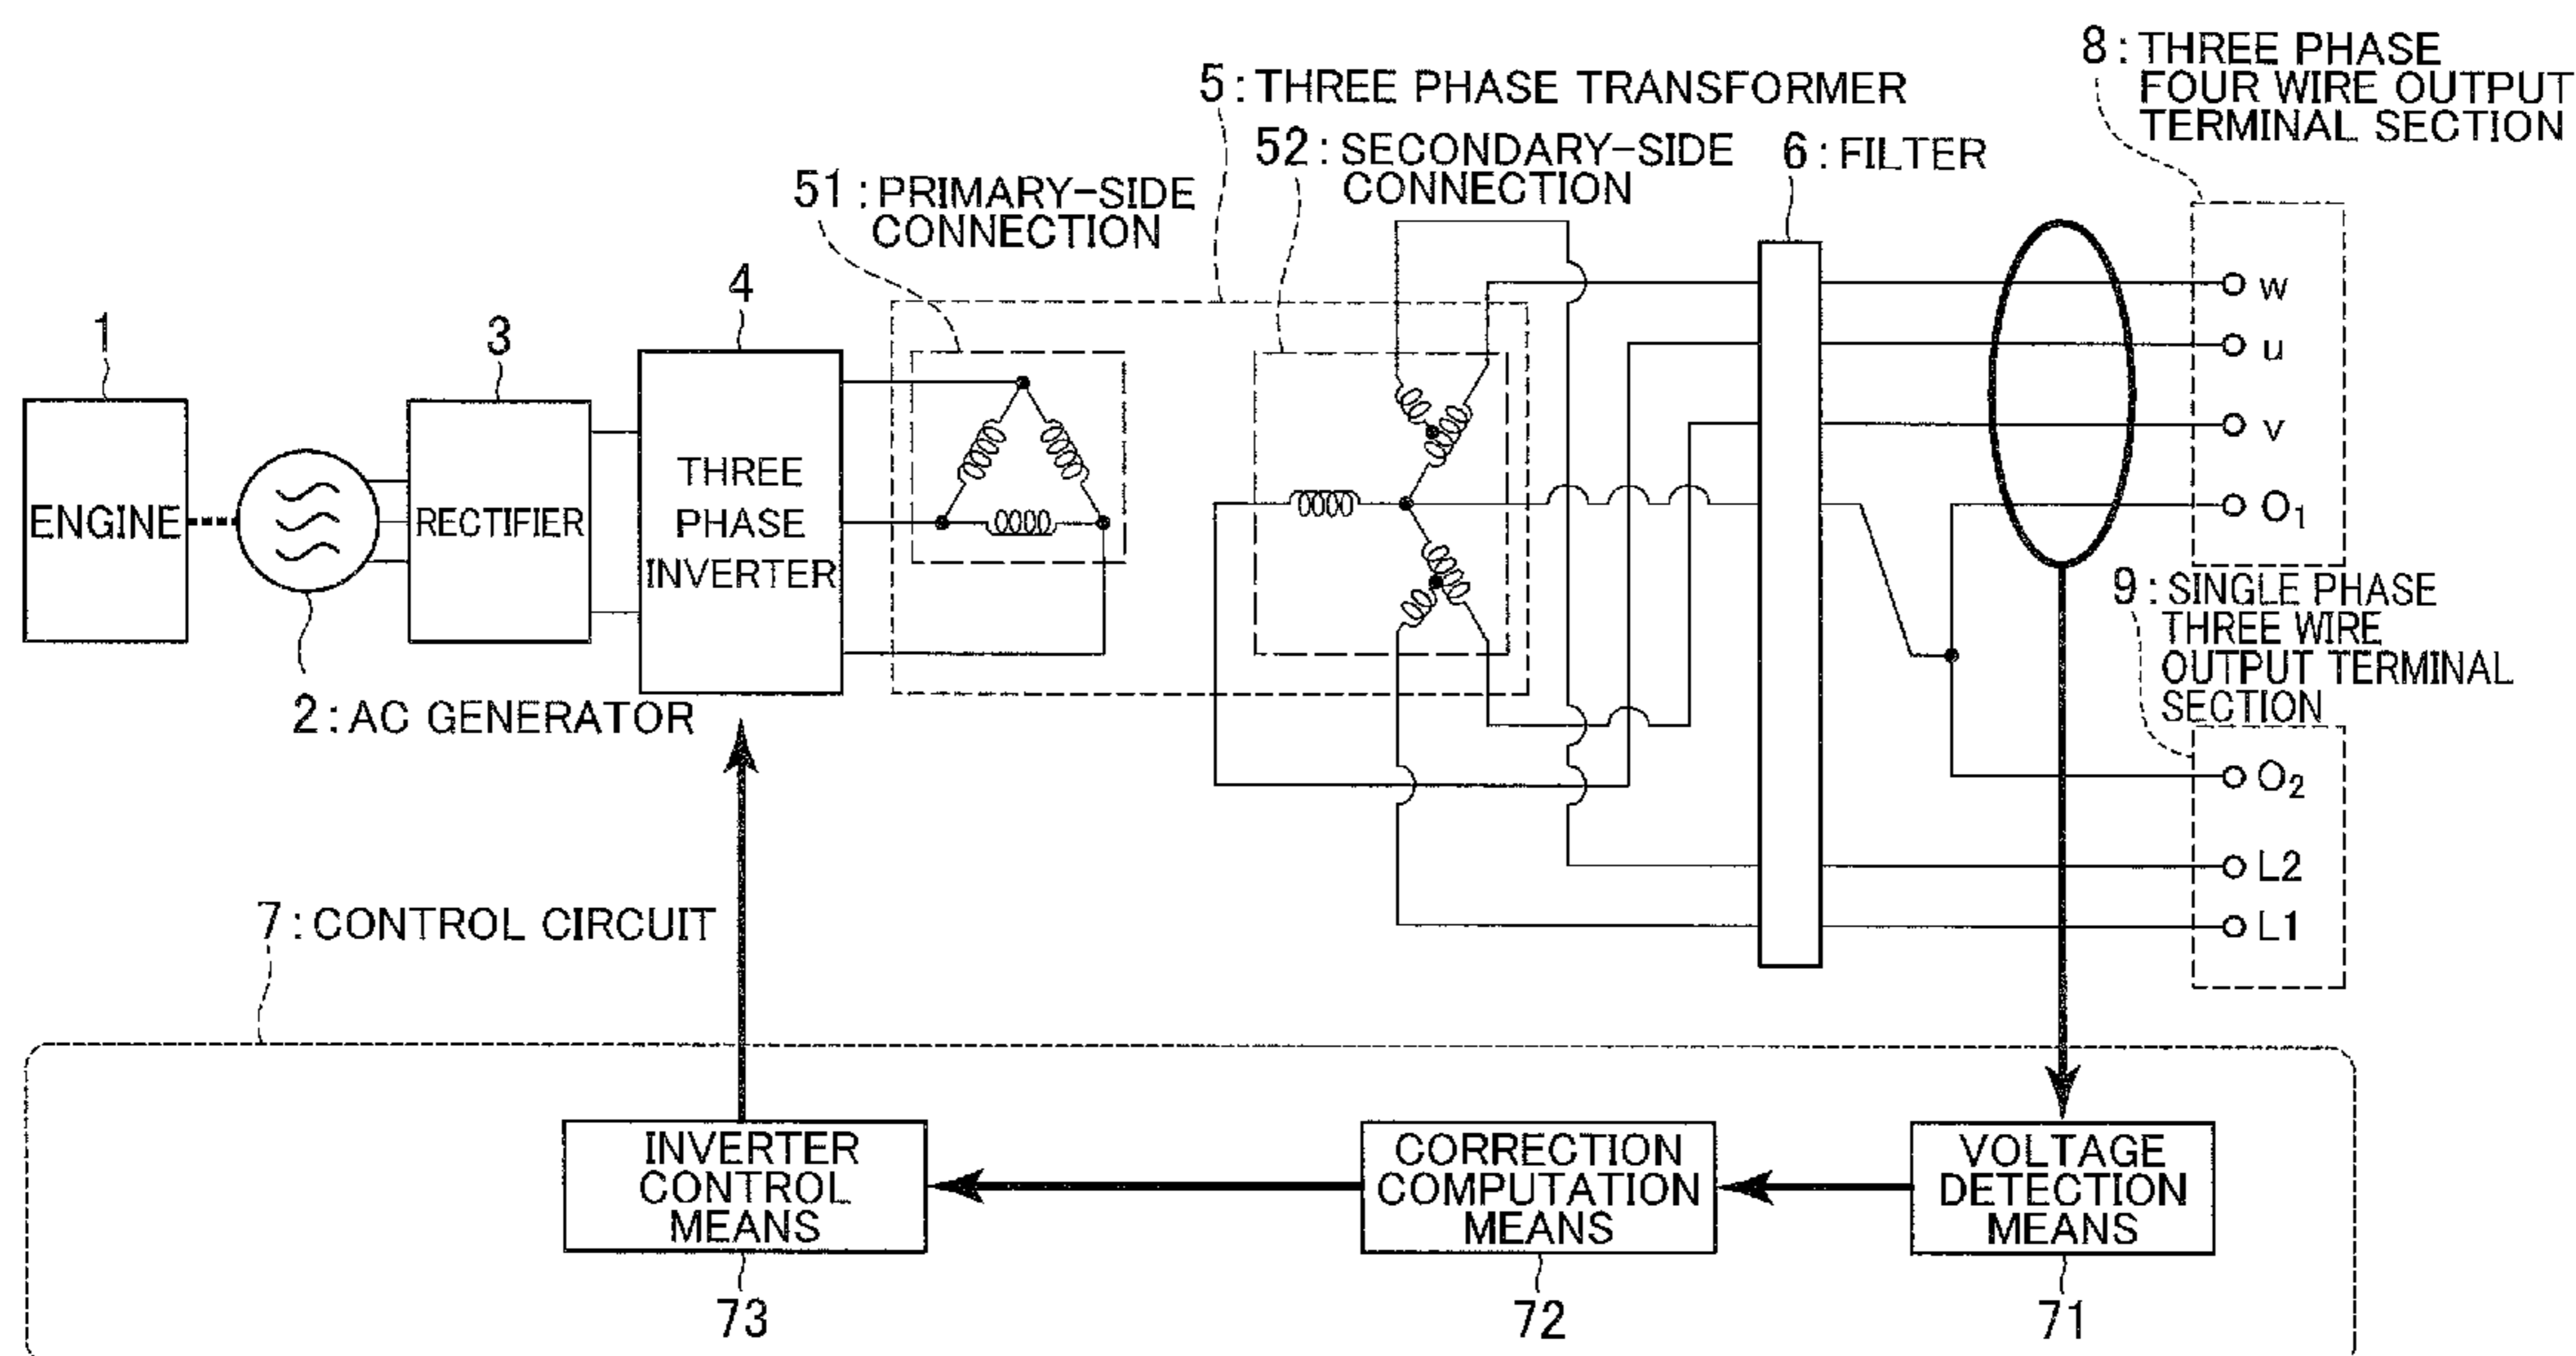 8: THREE PHASE
FOUR WIRE OUTPUT
TERMINAL SECTION
5: THREE PHASE TRANSFORMER
52: SECONDARY-SIDE
CONNECTION
6: FILTER
51: PRIMARY-SIDE
CONNECTION
4
3
1
w
u
v
O1
ENGINE
RECTIFIER
THREE
PHASE
INVERTER
2: AC GENERATOR
9: SINGLE PHASE
THREE WIRE
OUTPUT TERMINAL
SECTION
O2
L2
L1
7: CONTROL CIRCUIT
INVERTER
CONTROL
MEANS
CORRECTION
COMPUTATION
MEANS
VOLTAGE
DETECTION
MEANS
73
72
71